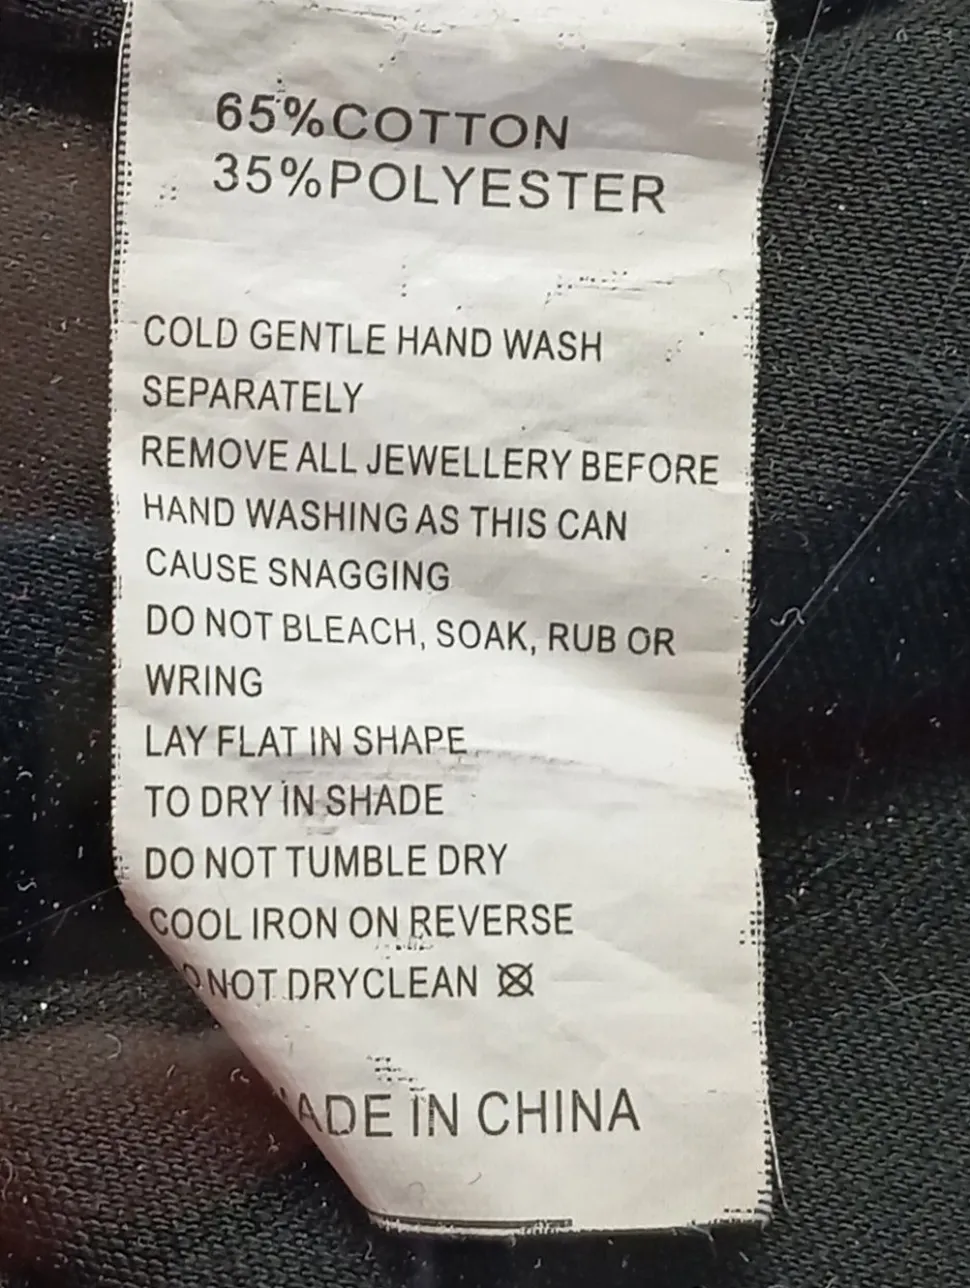 65%COTTON
35%POLYESTER
COLD GENTLE HAND WASH
SEPARATELY
REMOVE ALL JEWELLERY BEFORE
HAND WASHING AS THIS CAN
CAUSE SNAGGING
DO NOT BLEACH, SOAK, RUB OR
WRING
LAY FLAT IN SHAPE
TO DRY IN SHADE
DO NOT TUMBLE DRY
COOL IRON ON REVERSE
O NOT DRYCLEAN
ADE IN CHINA